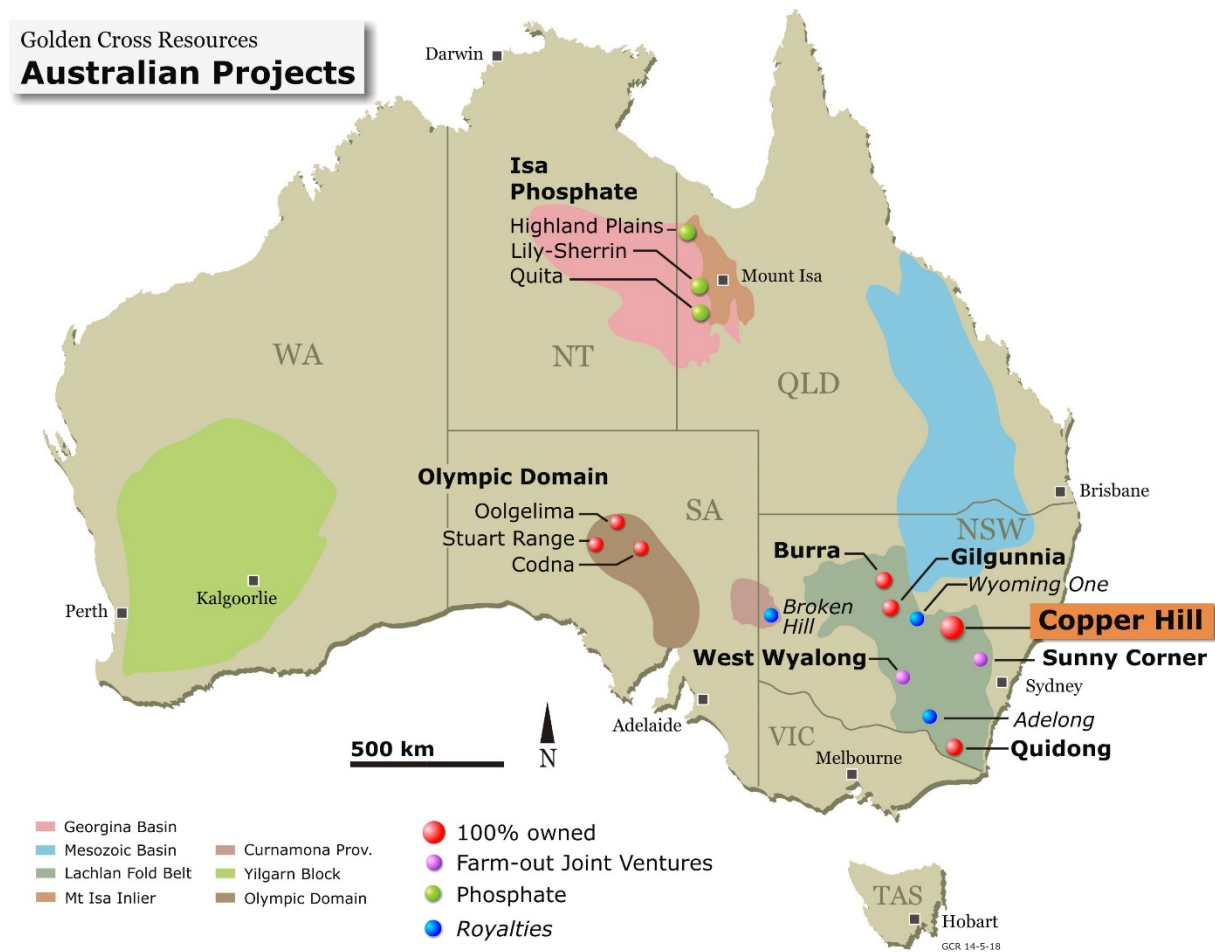 Golden Cross Resources
Australian Projects
Darwin
Isa
Phosphate
Highland Plains
Lily-Sherrin
Quita
Mount Isa
WA
NT
QLD
Olympic Domain
Oolgelima
Stuart Range
Codna
SA
Brisbane
NSW
Burra
Gilgunnia
Wyoming One
Kalgoorlie
Perth
Broken
Hill
Copper Hill
West Wyalong
Sunny Corner
Sydney
Adelaide
Adelong
VIC
Quidong
500 km
N
Melbourne
Georgina Basin
Mesozoic Basin
Lachlan Fold Belt
Mt Isa Inlier
Curnamona Prov.
Yilgarn Block
Olympic Domain
100% owned
Farm-out Joint Ventures
Phosphate
Royalties
TAS
Hobart
GCR 14-5-18